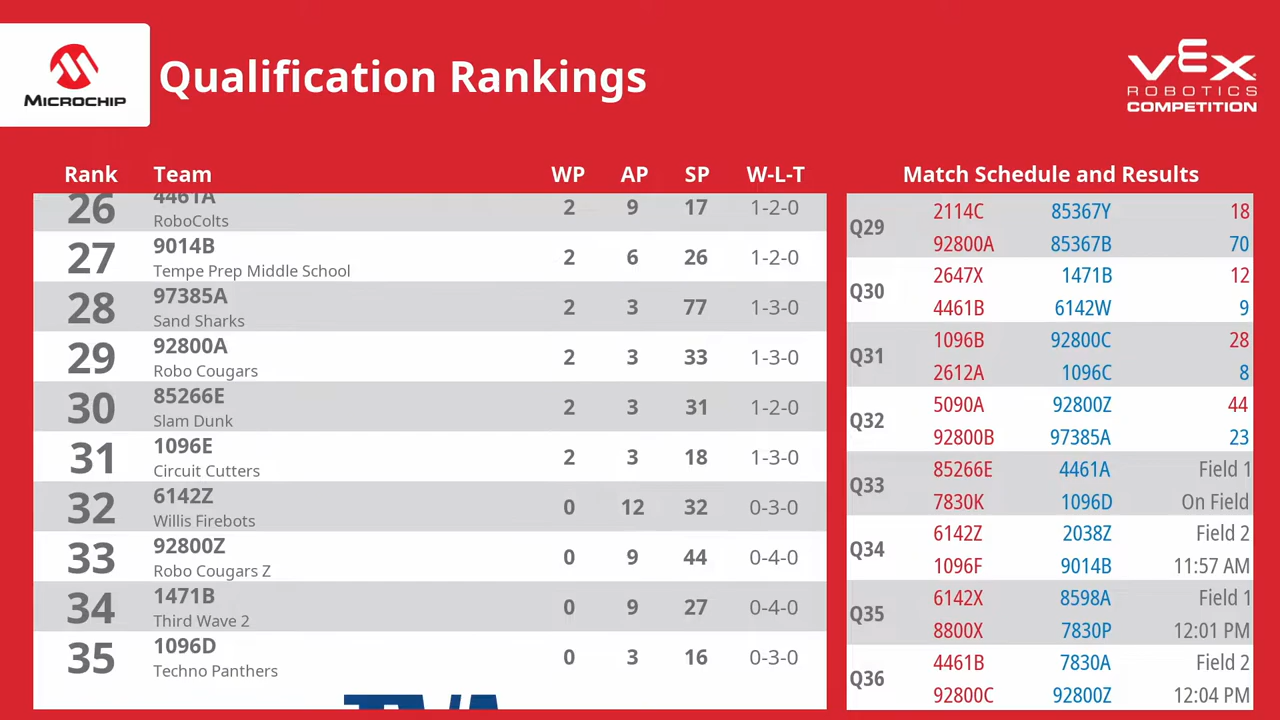 MICROCHIP
Qualification Rankings
VEX
ROBOTICS
COMPETITION
Rank Team WP AP SP W-L-T
26 4461A RoboColts 2 9 17 1-2-0
27 9014B Tempe Prep Middle School 2 6 26 1-2-0
28 97385A Sand Sharks 2 3 77 1-3-0
29 92800A Robo Cougars 2 3 33 1-3-0
30 85266E Slam Dunk 2 3 31 1-2-0
31 1096E Circuit Cutters 2 3 18 1-3-0
32 6142Z Willis Firebots 0 12 32 0-3-0
33 92800Z Robo Cougars Z 0 9 44 0-4-0
34 1471B Third Wave 2 0 9 27 0-4-0
35 1096D Techno Panthers 0 3 16 0-3-0
Match Schedule and Results
Q29 2114C 85367Y 18
92800A 85367B 70
Q30 2647X 1471B 12
4461B 6142W 9
Q31 1096B 92800C 28
2612A 1096C 8
Q32 5090A 92800Z 44
92800B 97385A 23
Q33 85266E 4461A Field 1
7830K 1096D On Field
Q34 6142Z 2038Z Field 2
1096F 9014B 11:57 AM
Q35 6142X 8598A Field 1
8800X 7830P 12:01 PM
Q36 4461B 7830A Field 2
92800C 92800Z 12:04 PM